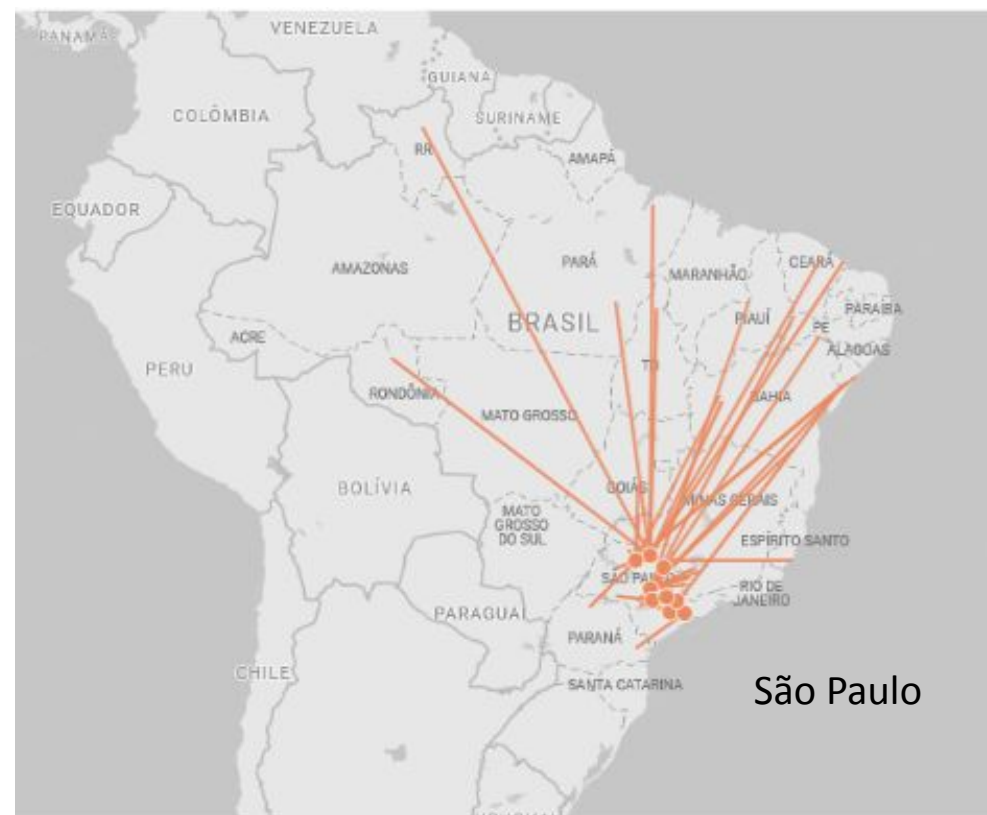 PANAMÁ
VENEZUELA
GUIANA
COLÔMBIA
SURINAME
RR
AMAPÁ
EQUADOR
AMAZONAS
PARÁ
MARANHÃO
CEARÁ
PIAUÍ
PARAÍBA
BRASIL
PE
ACRE
ALAGOAS
PERU
RONDÔNIA
TO
BAHIA
MATO GROSSO
BOLÍVIA
GOIÁS
MINAS GERAIS
MATO
GROSSO
DO SUL
ESPÍRITO SANTO
SÃO PAULO
RIO DE
JANEIRO
PARAGUAI
PARANÁ
CHILE
SANTA CATARINA
São Paulo